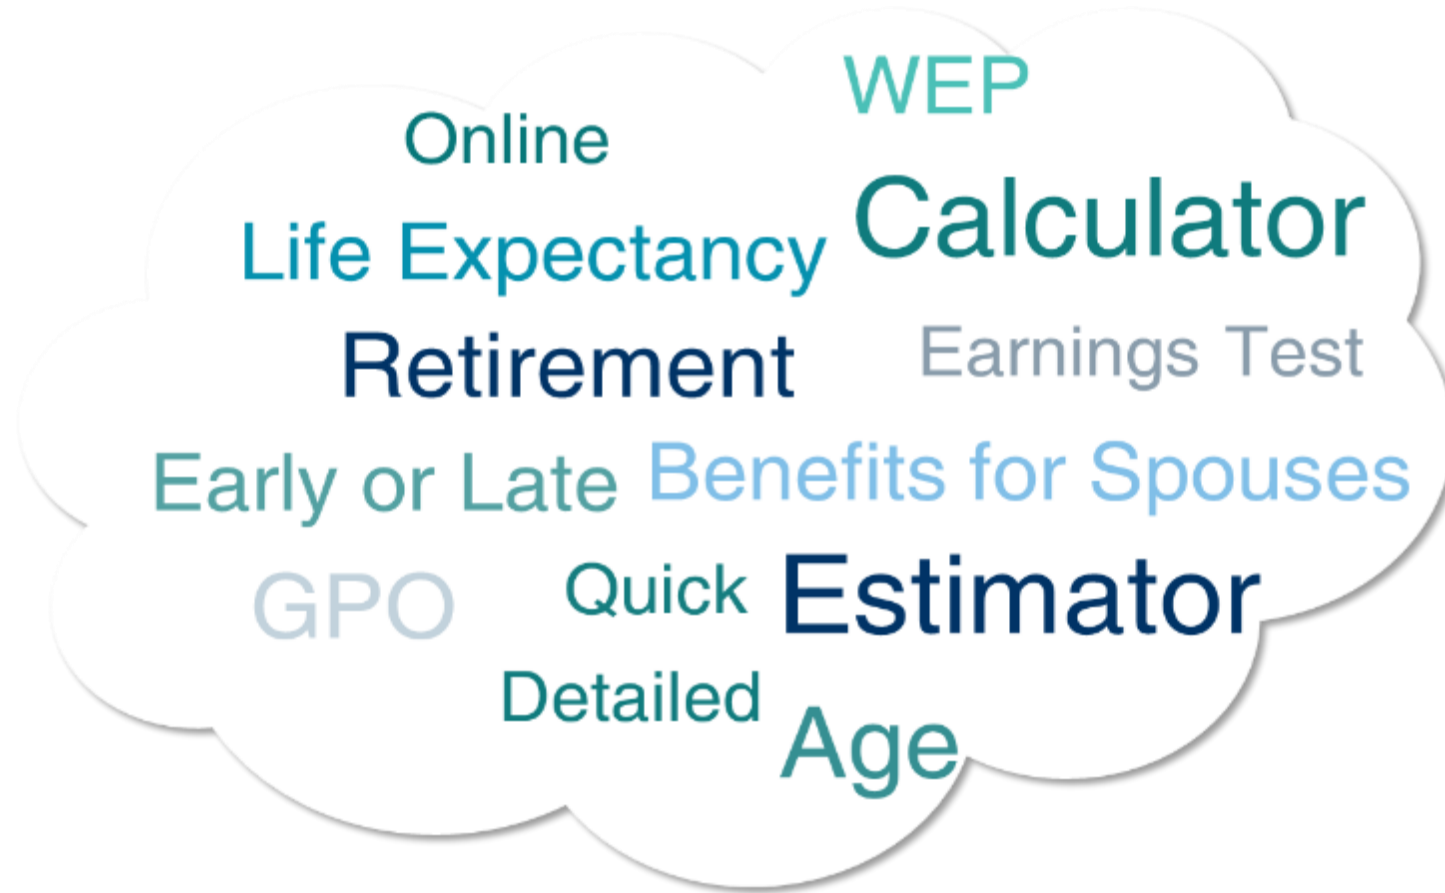 WEP
Online
Calculator
Life Expectancy
Retirement
Earnings Test
Early or Late
Benefits for Spouses
GPO
Quick
Estimator
Detailed
Age